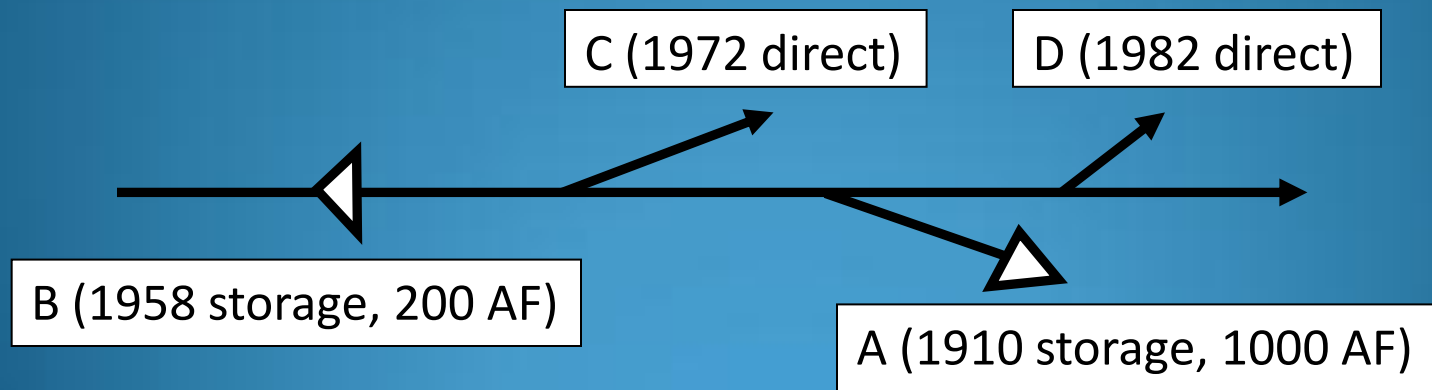 C (1972 direct)
D (1982 direct)
B (1958 storage, 200 AF)
A (1910 storage, 1000 AF)